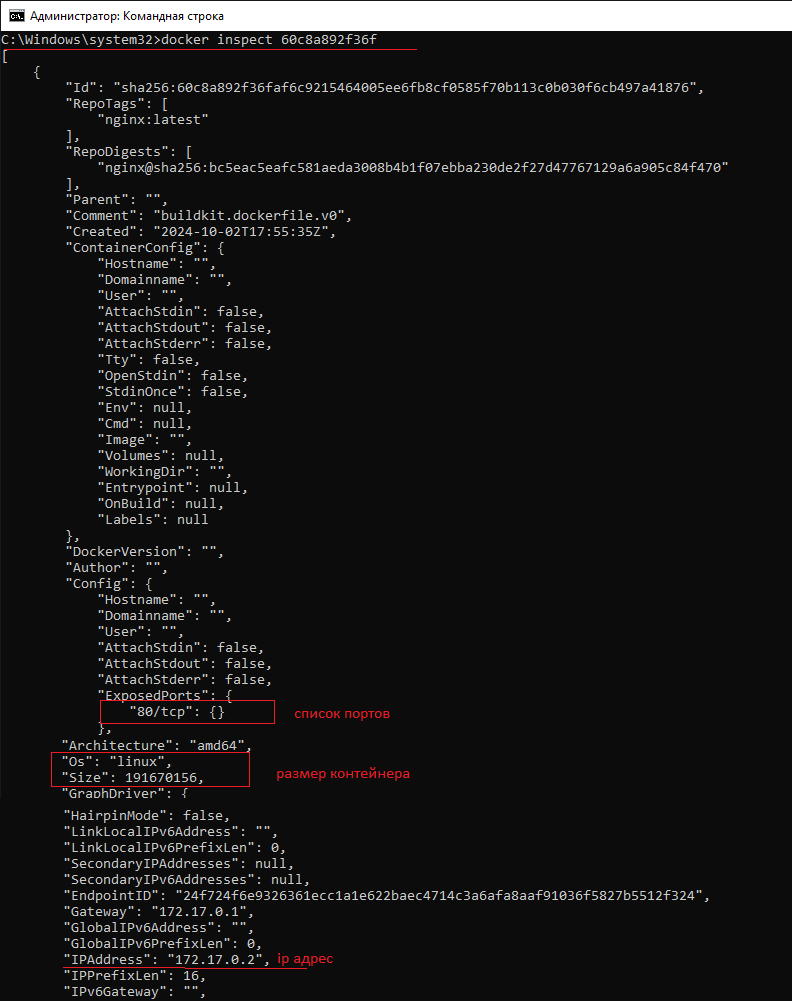 Администратор: Командная строка
C:\Windows\system32>docker inspect 60c8a892f36f
[
{
"Id": "sha256:60c8a892f36faf6c9215464005ee6fb8cf0585f70b113c0b030f6cb497a41876",
"RepoTags": [
"nginx:latest"
],
"RepoDigests": [
"nginx@sha256:bc5eac5eafc581aeda3008b4b1f07ebba230de2f27d47767129a6a905c84f470"
],
"Parent": "",
"Comment": "buildkit.dockerfile.v0",
"Created": "2024-10-02T17:55:35Z",
"ContainerConfig": {
"Hostname": "",
"Domainname": "",
"User": "",
"AttachStdin": false,
"AttachStdout": false,
"AttachStderr": false,
"Tty": false,
"OpenStdin": false,
"StdinOnce": false,
"Env": null,
"Cmd": null,
"Image": "",
"Volumes": null,
"WorkingDir": "",
"Entrypoint": null,
"OnBuild": null,
"Labels": null
},
"DockerVersion": "",
"Author": "",
"Config": {
"Hostname": "",
"Domainname": "",
"User": "",
"AttachStdin": false,
"AttachStdout": false,
"AttachStderr": false,
"ExposedPorts": {
"80/tcp": {} список портов
},
"Architecture": "amd64",
"Os": "linux",
"Size": 191670156, размер контейнера
"GraphDriver": {
"HairpinMode": false,
"LinkLocalIPv6Address": "",
"LinkLocalIPv6PrefixLen": 0,
"SecondaryIPAddresses": null,
"SecondaryIPv6Addresses": null,
"EndpointID": "24f724f6e9326361ecc1a1e622baec4714c3a6afa8aaf91036f5827b5512f324",
"Gateway": "172.17.0.1",
"GlobalIPv6Address": "",
"GlobalIPv6PrefixLen": 0,
"IPAddress": "172.17.0.2", ip адрес
"IPPrefixLen": 16,
"IPv6Gateway": "",